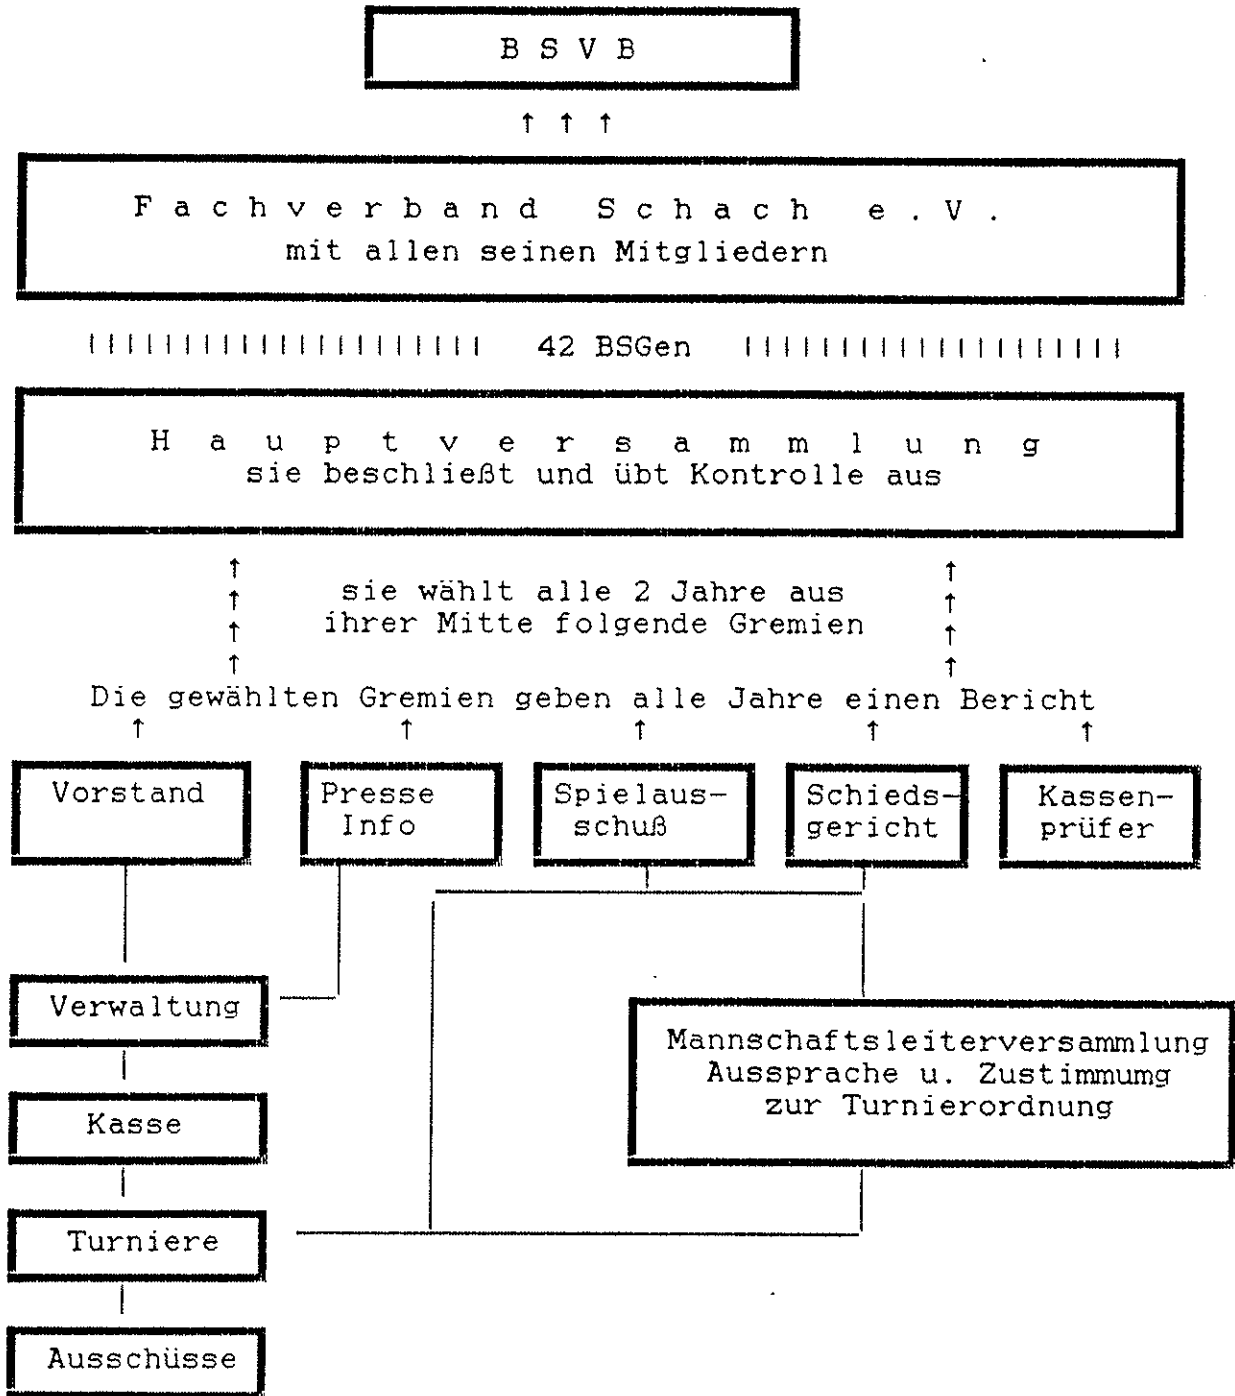 B S V B
↑ ↑ ↑
F a c h v e r b a n d   S c h a c h   e . V .
mit allen seinen Mitgliedern
42 BSGen
H a u p t v e r s a m m l u n g
sie beschließt und übt Kontrolle aus
sie wählt alle 2 Jahre aus
ihrer Mitte folgende Gremien
Die gewählten Gremien geben alle Jahre einen Bericht
Vorstand
Presse
Info
Spielaus-
schuß
Schieds-
gericht
Kassen-
prüfer
Verwaltung
Mannschaftsleiterversammlung
Aussprache u. Zustimmumg
zur Turnierordnung
Kasse
Turniere
Ausschüsse